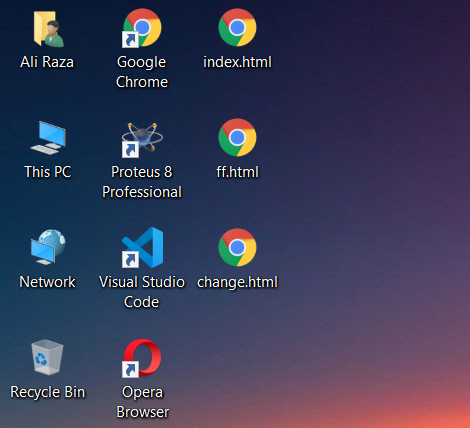 Ali Raza
Google
Chrome
index.html
This PC
Proteus 8
Professional
ff.html
Network
Visual Studio
Code
change.html
Recycle Bin
Opera
Browser